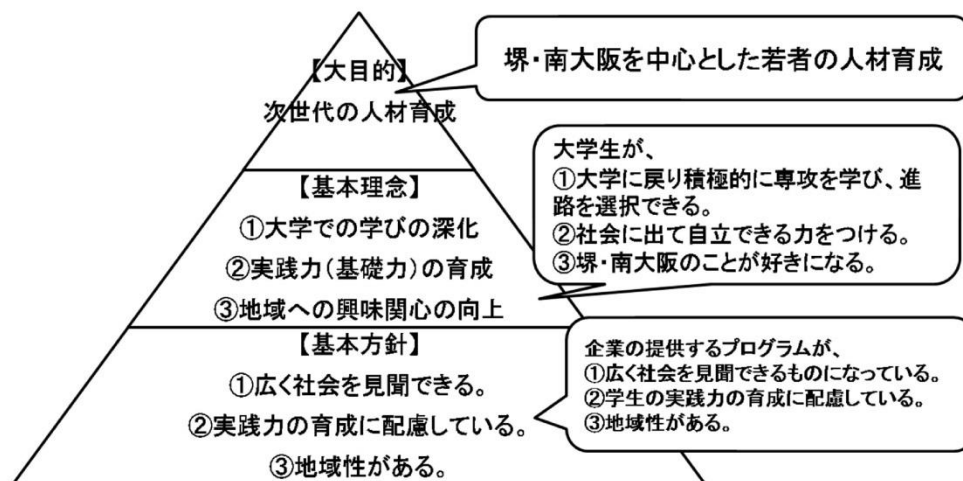 【大目的】
次世代の人材育成
堺・南大阪を中心とした若者の人材育成
【基本理念】
①大学での学びの深化
②実践力(基礎力)の育成
③地域への興味関心の向上
大学生が、
①大学に戻り積極的に専攻を学び、進
路を選択できる。
②社会に出て自立できる力をつける。
③堺・南大阪のことが好きになる。
【基本方針】
①広く社会を見聞できる。
②実践力の育成に配慮している。
③地域性がある。
企業の提供するプログラムが、
①広く社会を見聞できるものになっている。
②学生の実践力の育成に配慮している。
③地域性がある。